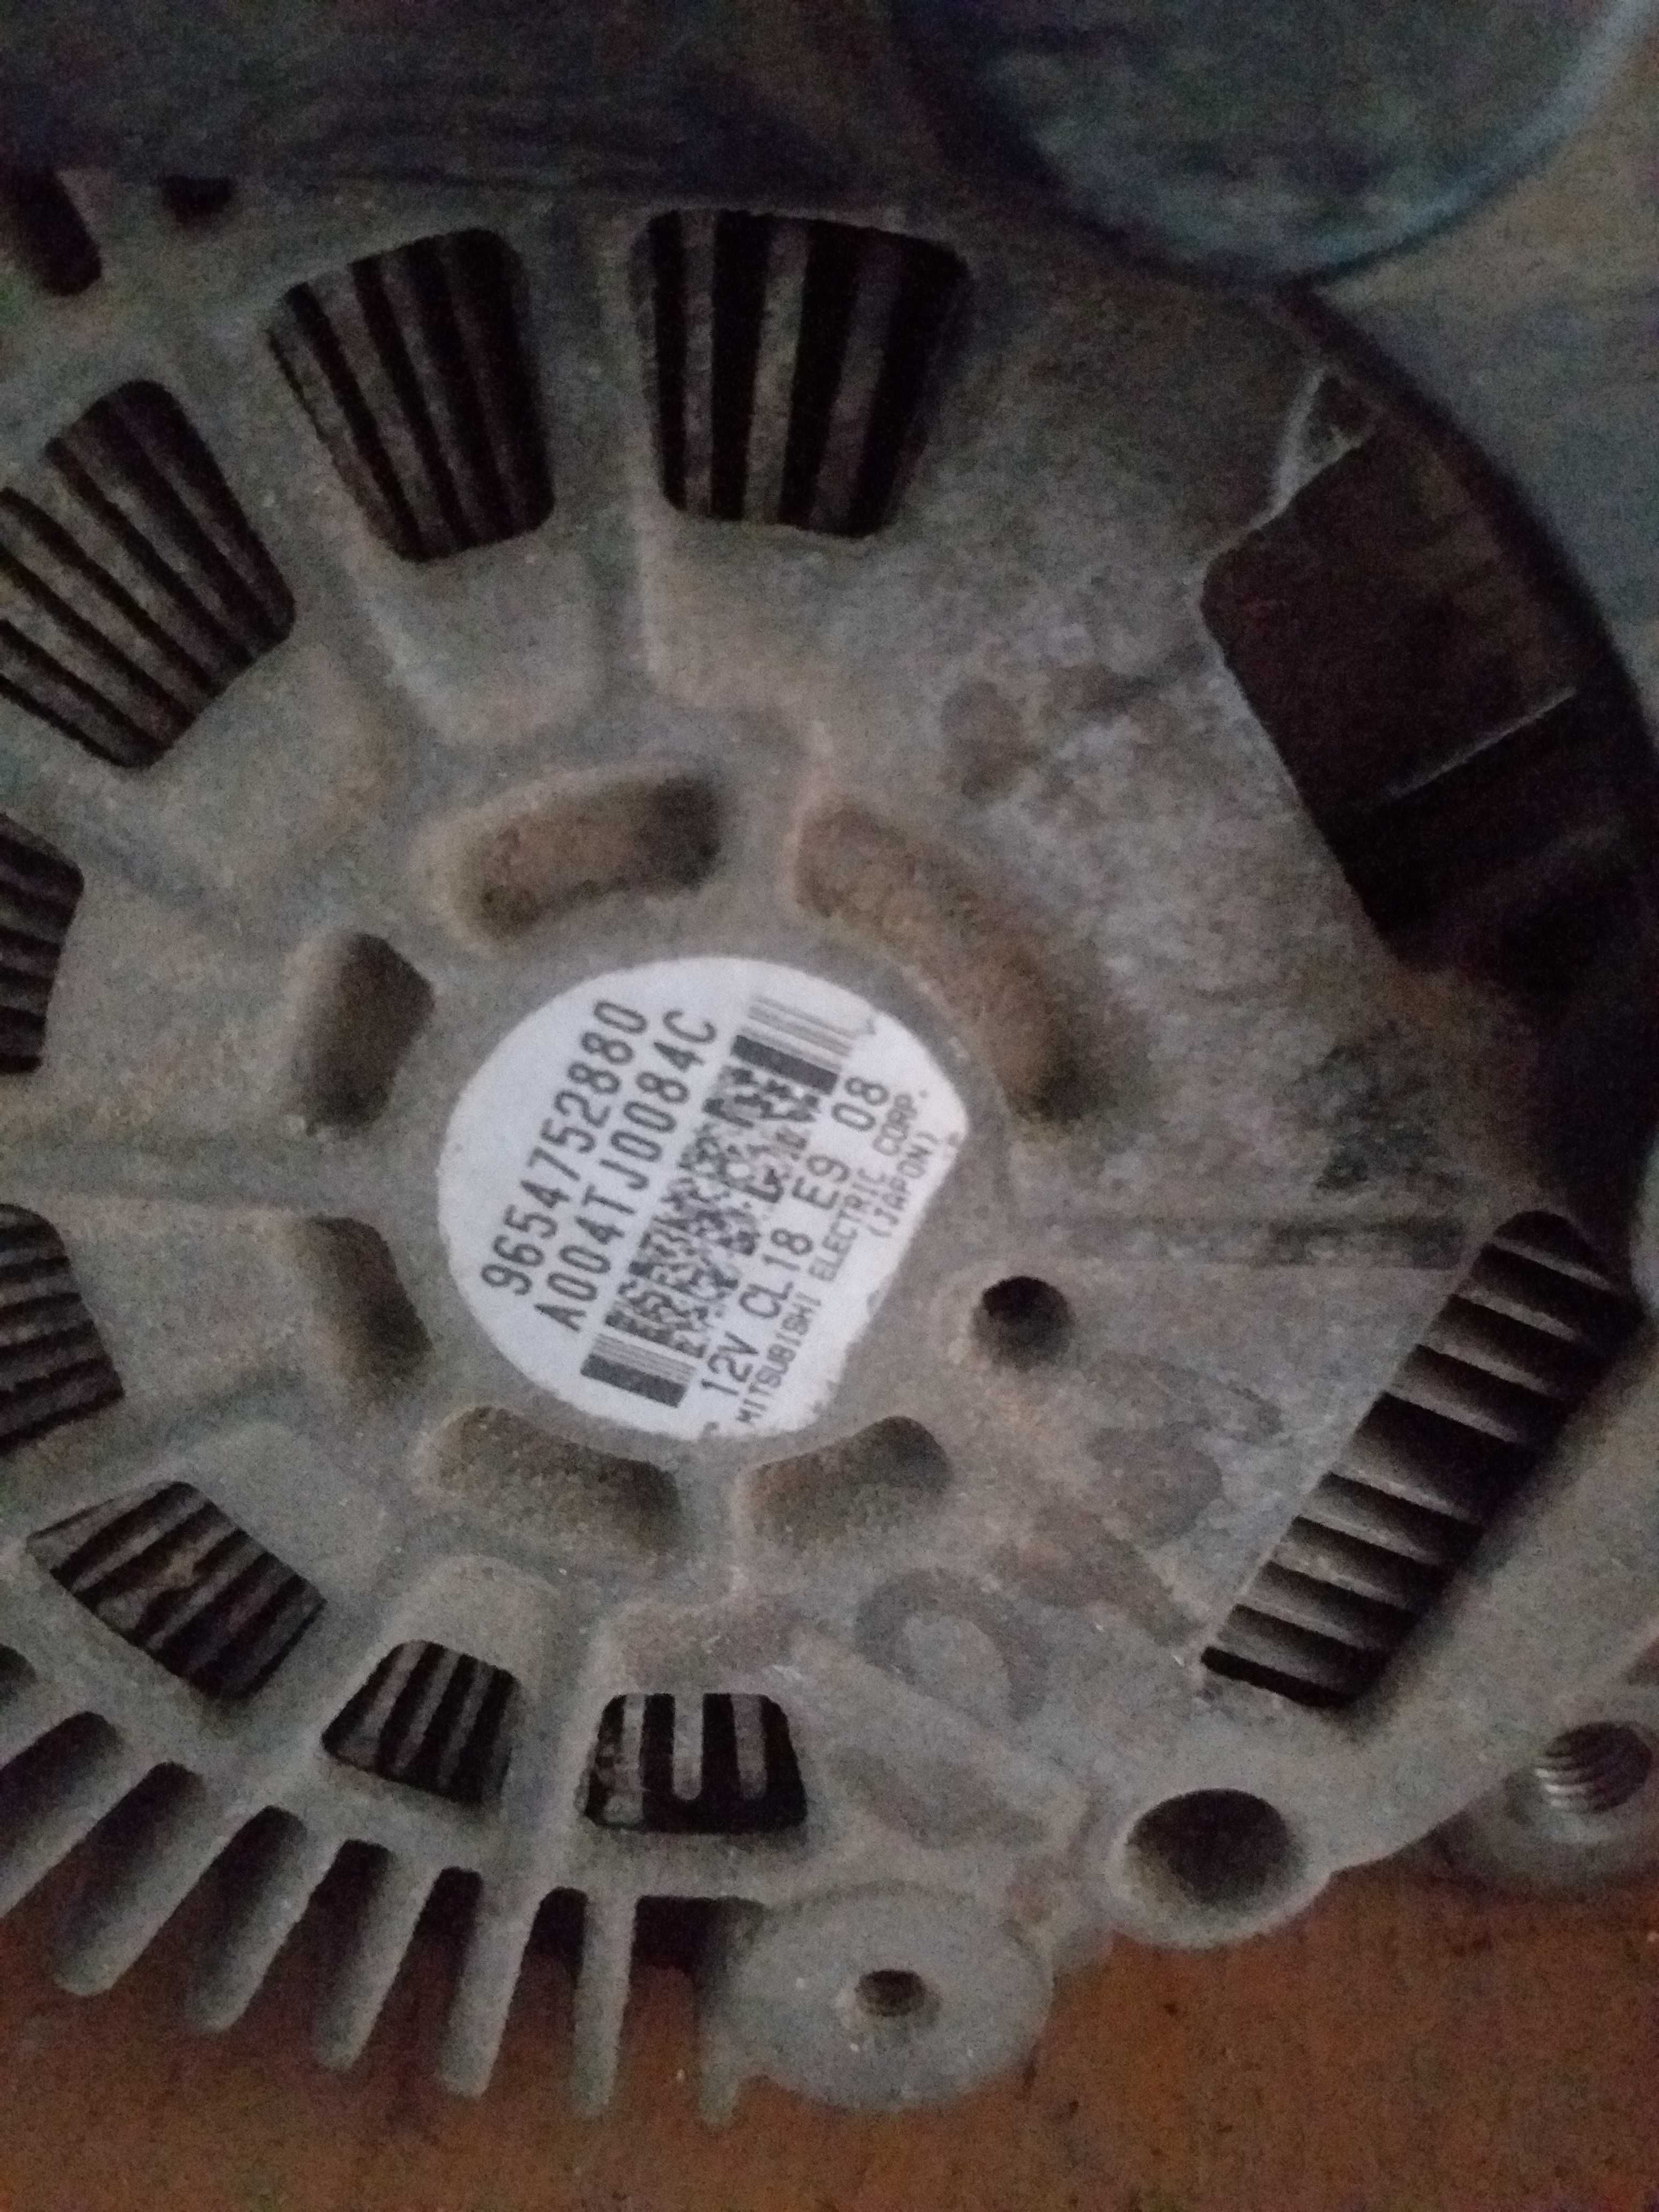 9654752880
A004TJ0084C
12V CL18 E9 08
MITSUBISHI ELECTRIC CORP.
(JAPON)